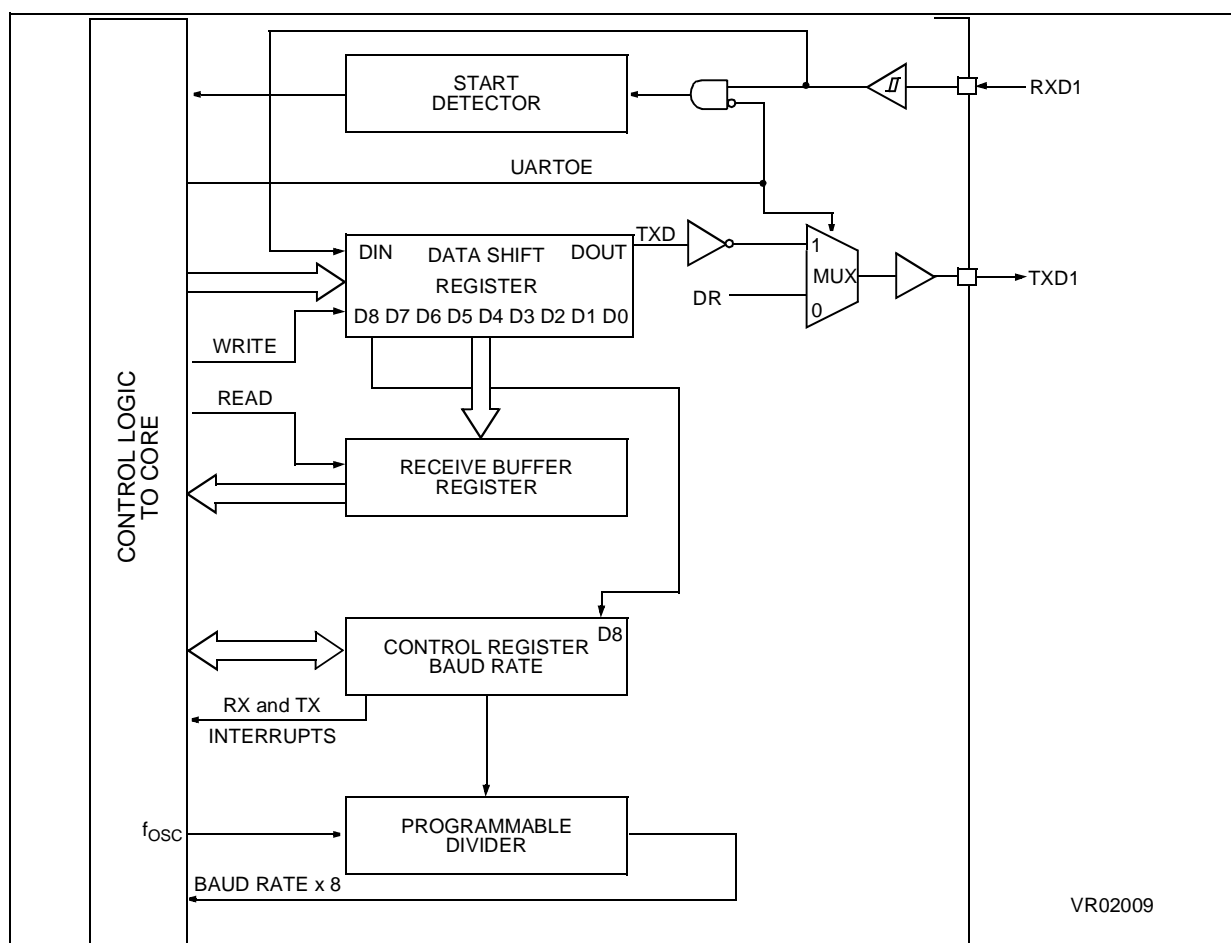 START
DETECTOR
RXD1
UARTOE
TXD
DIN DATA SHIFT DOUT
REGISTER
D8 D7 D6 D5 D4 D3 D2 D1 D0
1
MUX
0
DR
TXD1
WRITE
READ
RECEIVE BUFFER
REGISTER
CONTROL LOGIC
TO CORE
D8
CONTROL REGISTER
BAUD RATE
RX and TX
INTERRUPTS
fOSC
PROGRAMMABLE
DIVIDER
BAUD RATE x 8
VR02009